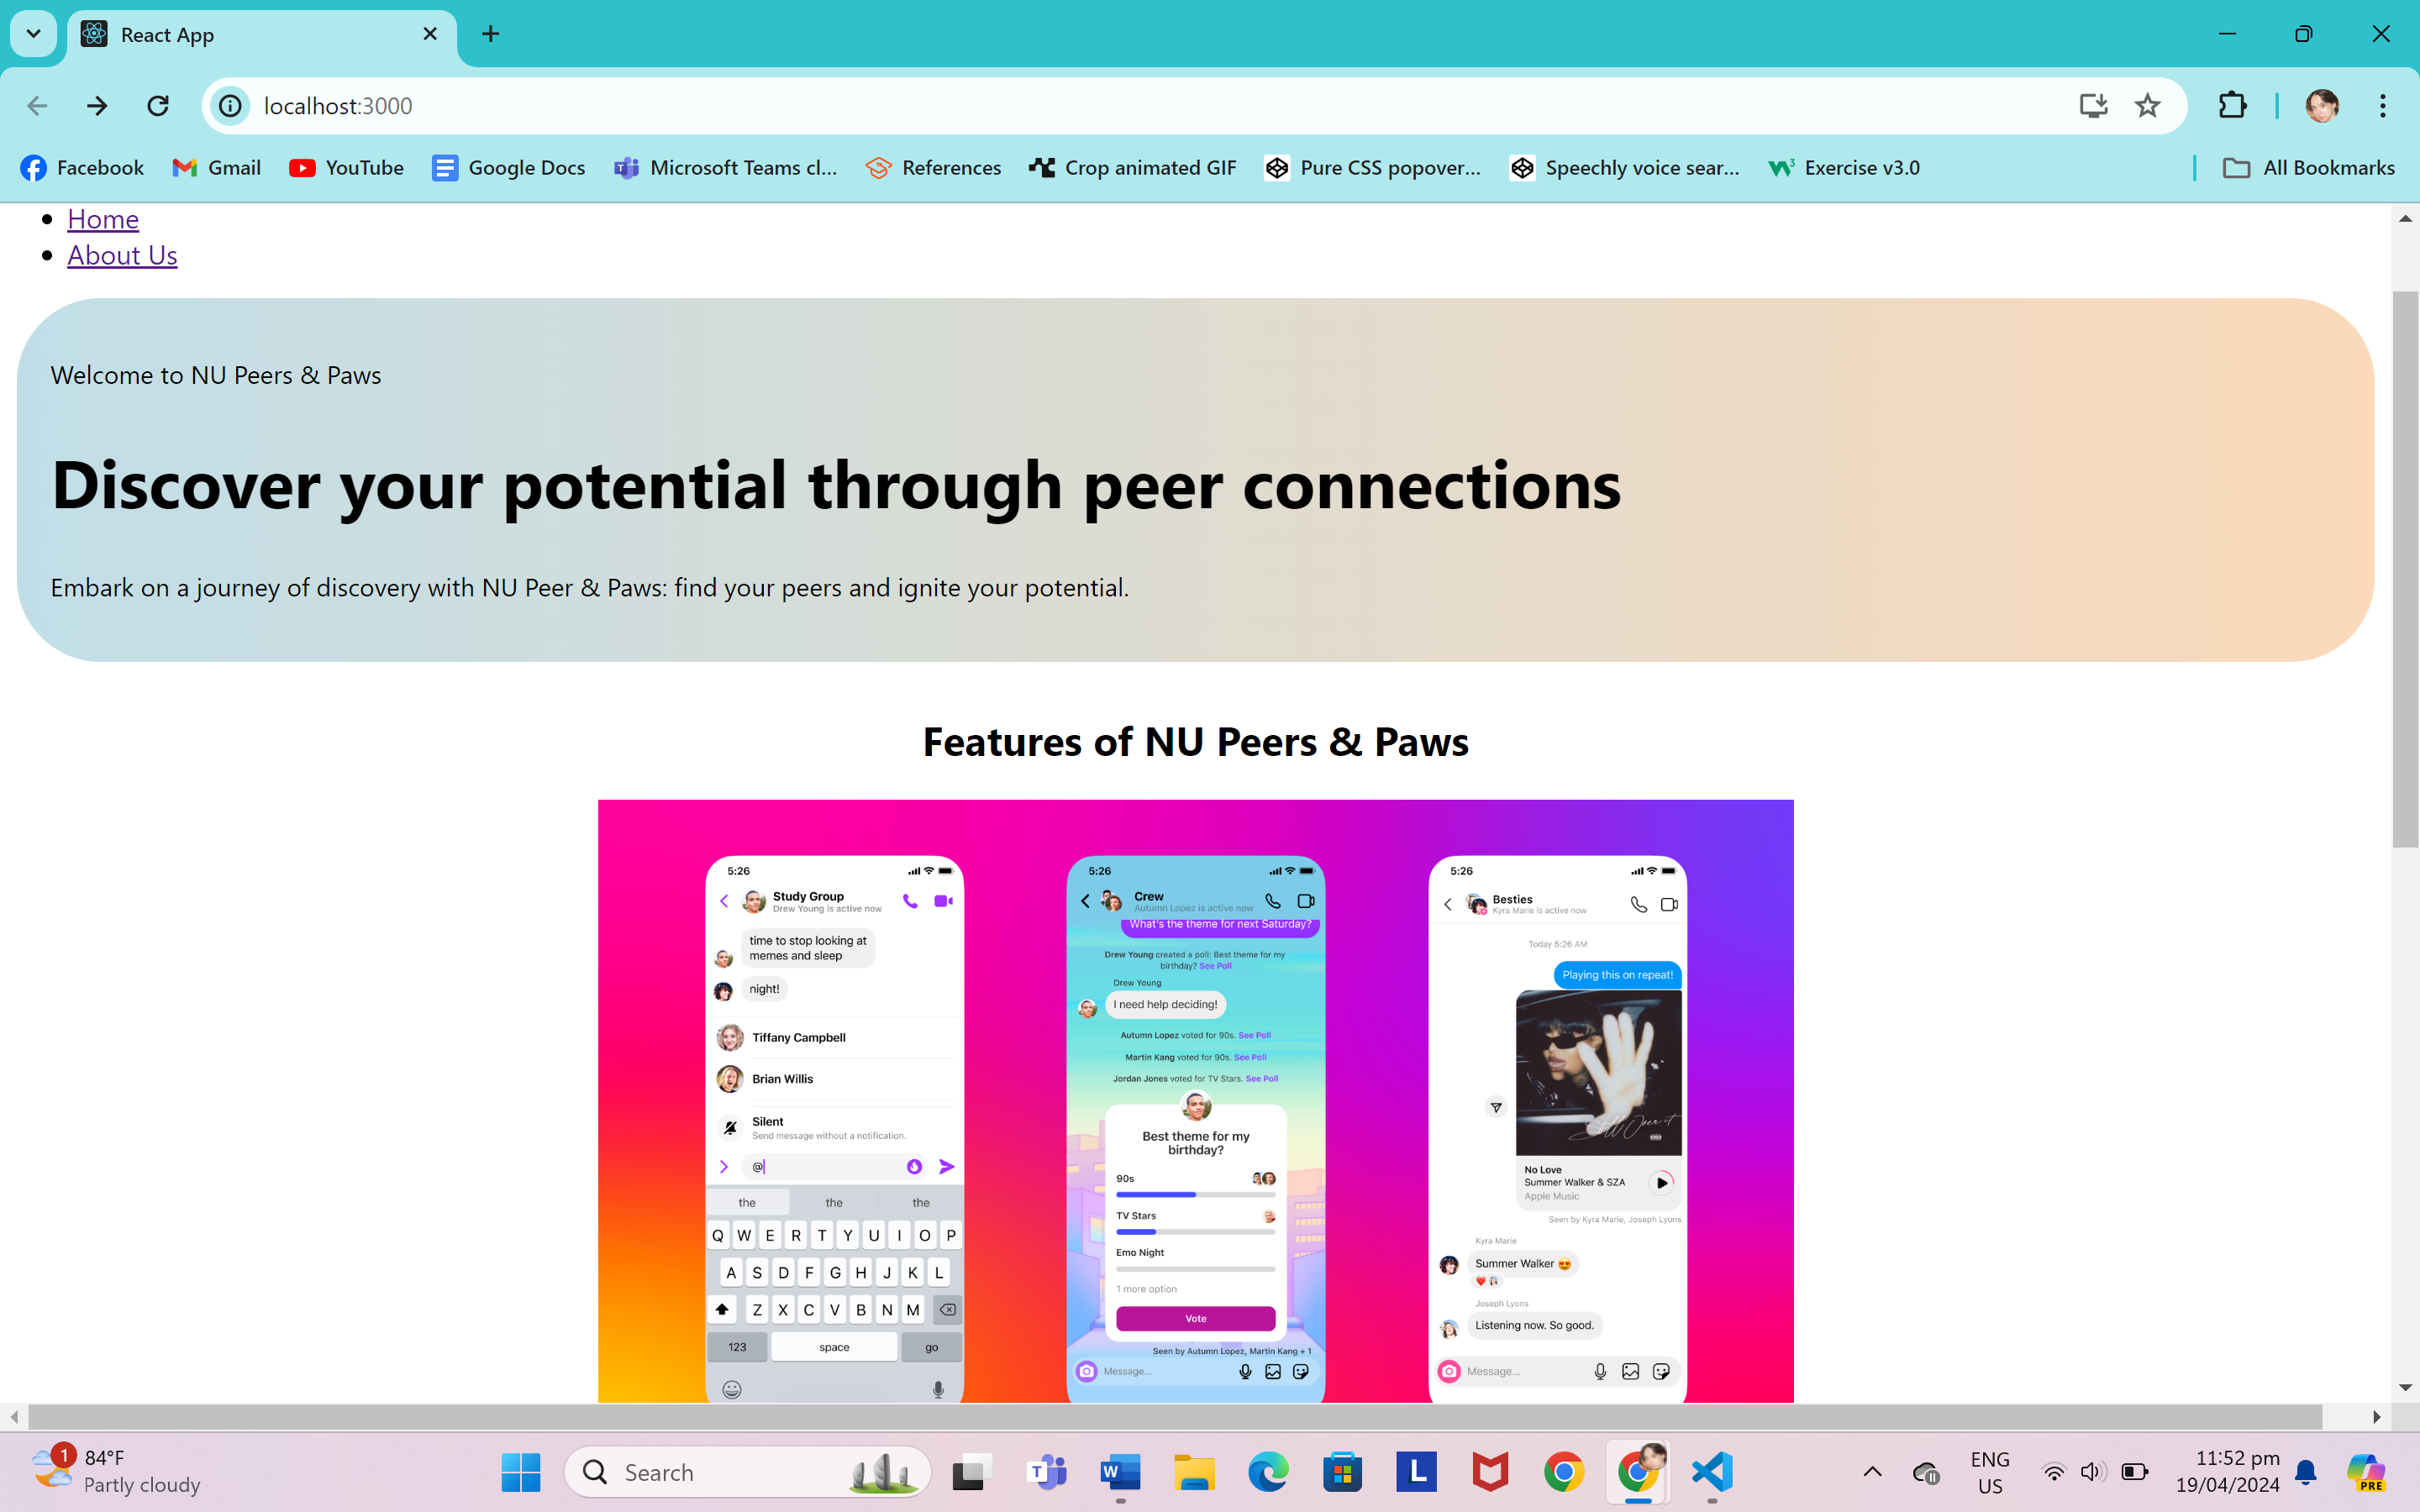 React App
localhost:3000
Facebook
Gmail
YouTube
Google Docs
Microsoft Teams cl...
References
Crop animated GIF
Pure CSS popover...
Speechly voice sear...
Exercise v3.0
All Bookmarks
Home
About Us
Welcome to NU Peers & Paws
Discover your potential through peer connections
Embark on a journey of discovery with NU Peer & Paws: find your peers and ignite your potential.
Features of NU Peers & Paws
5:26
Study Group
Drew Young is active now
time to stop looking at
memes and sleep
night!
Tiffany Campbell
Brian Willis
Silent
Send message without a notification.
@
the the the
Q W E R T Y U I O P
A S D F G H J K L
Z X C V B N M
123 space go
5:26
Crew
Autumn Lopez is active now
What's the theme for next Saturday?
Drew Young created a poll: Best theme for my
birthday? See Poll
Drew Young
I need help deciding!
Autumn Lopez voted for 90s. See Poll
Martin Kang voted for 90s. See Poll
Jordan Jones voted for TV Stars. See Poll
Best theme for my
birthday?
90s
TV Stars
Emo Night
1 more option
Vote
Seen by Autumn Lopez, Martin Kang + 1
Message...
5:26
Besties
Kyra Marie is active now
Today 5:26 AM
Playing this on repeat!
Still Over It
No Love
Summer Walker & SZA
Apple Music
Seen by Kyra Marie, Joseph Lyons
Kyra Marie
Summer Walker 😍
Joseph Lyons
Listening now. So good.
Message...
1
84°F
Partly cloudy
Search
ENG
US
11:52 pm
19/04/2024
PRE